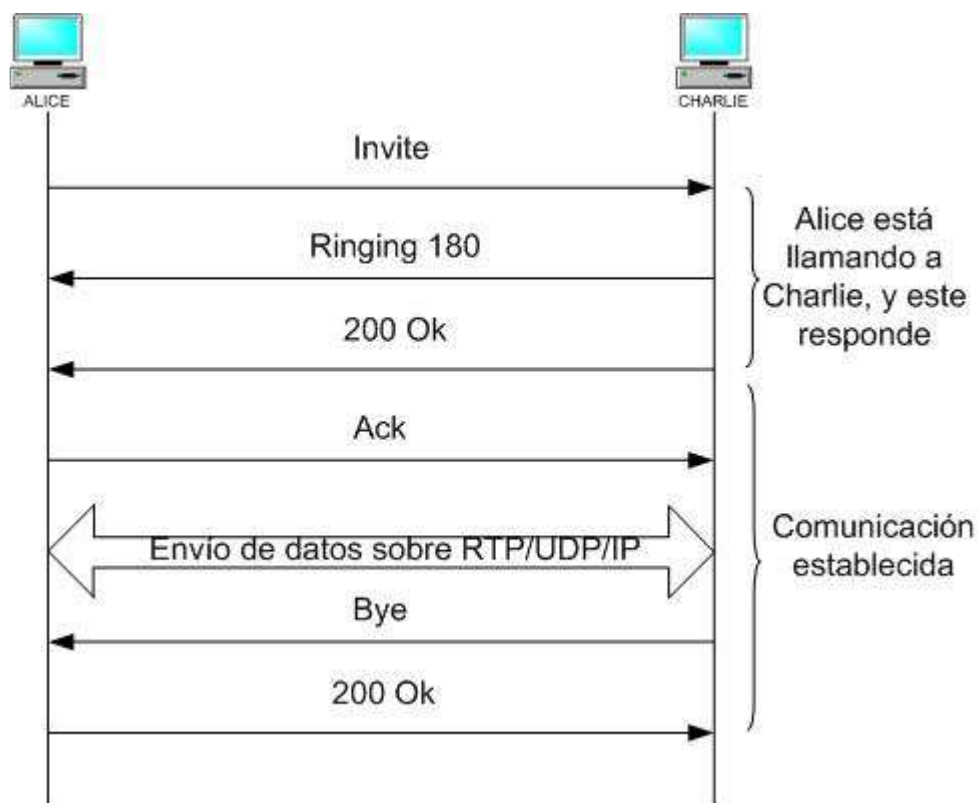 ALICE
CHARLIE
Invite
Ringing 180
200 Ok
Alice está
llamando a
Charlie, y este
responde
Ack
Envío de datos sobre RTP/UDP/IP
Bye
200 Ok
Comunicación
establecida